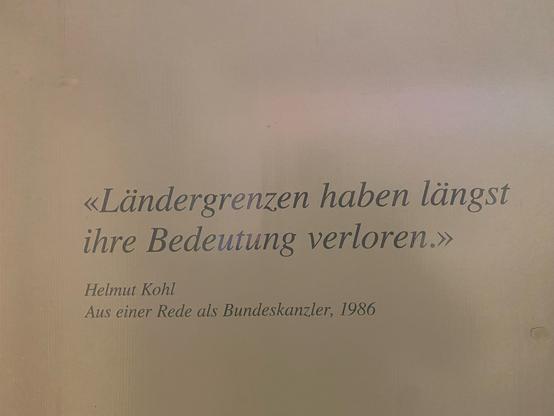 «Ländergrenzen haben längst
ihre Bedeutung verloren.»
Helmut Kohl
Aus einer Rede als Bundeskanzler, 1986